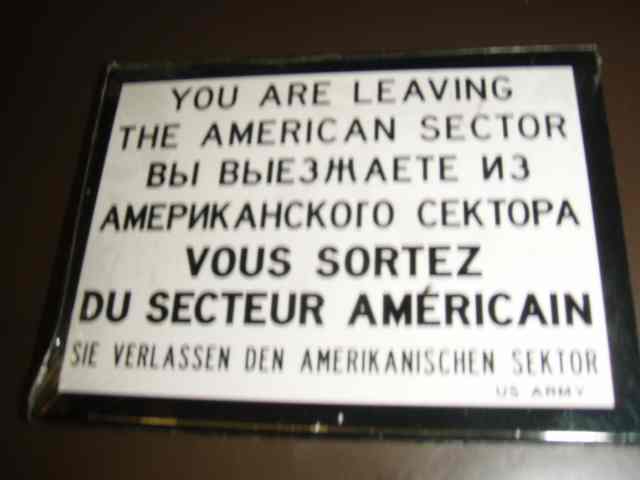 YOU ARE LEAVING
THE AMERICAN SECTOR
ВЫ ВЫЕЗЖАЕТЕ ИЗ
АМЕРИКАНСКОГО СЕКТОРА
VOUS SORTEZ
DU SECTEUR AMÉRICAIN
SIE VERLASSEN DEN AMERIKANISCHEN SEKTOR
US ARMY